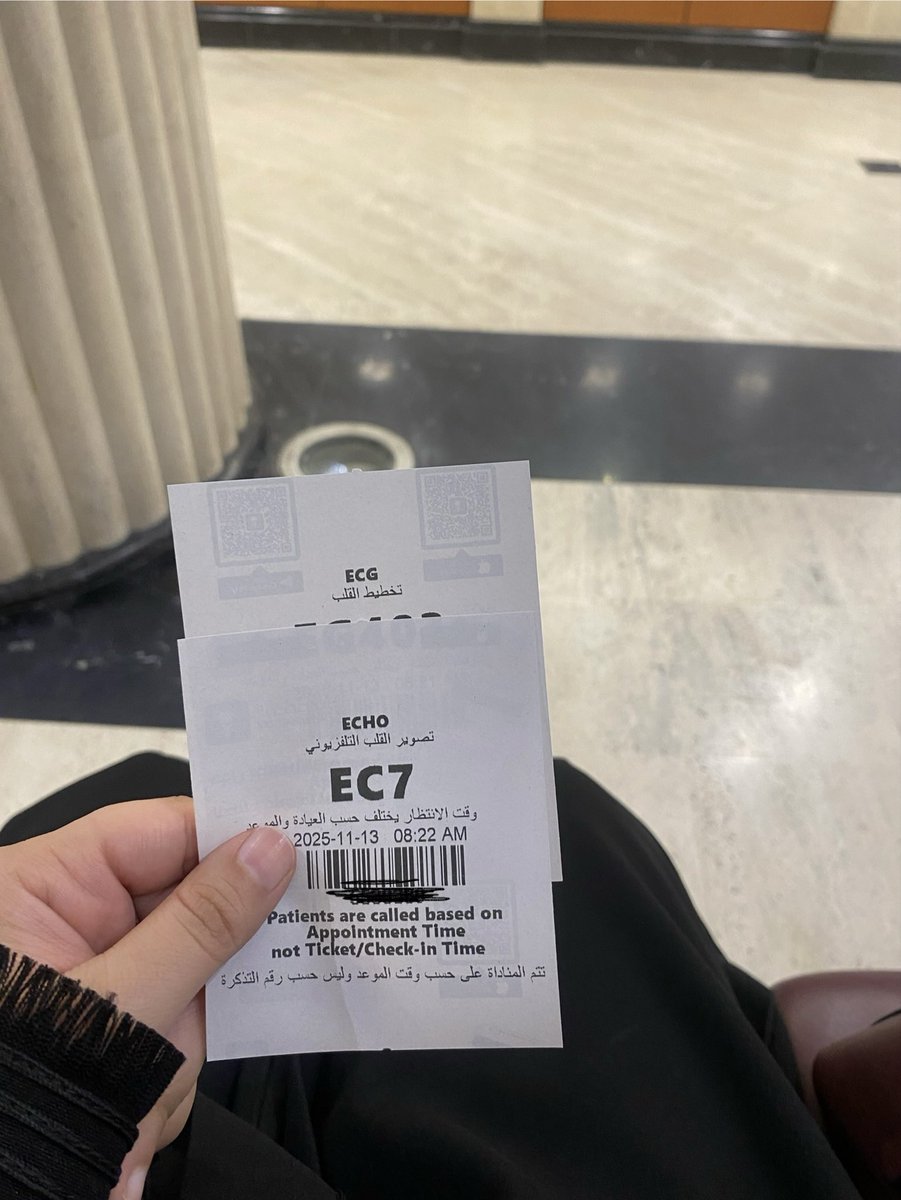 ECG
تخطيط القلب
ECHO
تصوير القلب التلفزيوني
EC7
وقت الانتظار يختلف حسب العيادة والموعد
2025-11-13 08:22 AM
Patients are called based on
Appointment Time
not Ticket/Check-in Time
تتم المناداة على حسب وقت الموعد وليس حسب رقم التذكرة